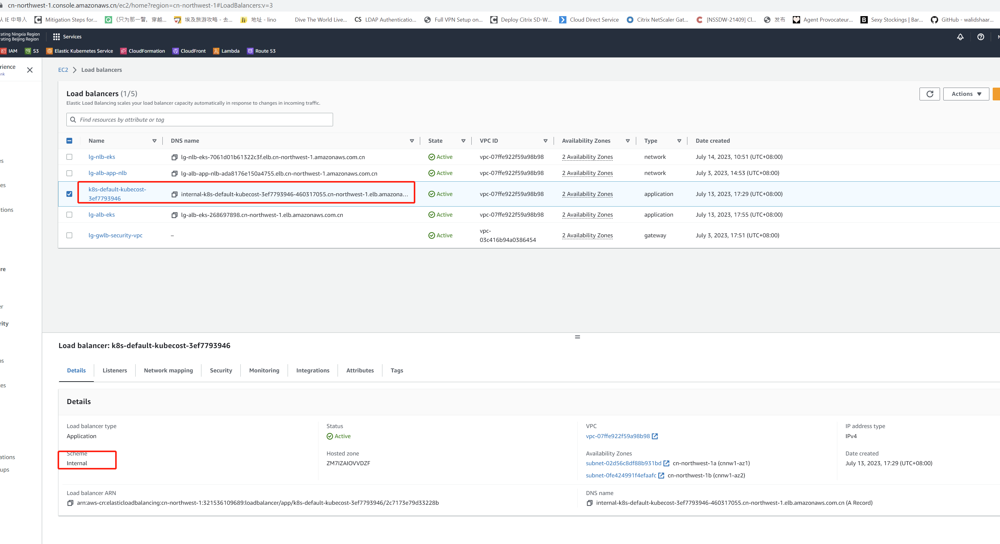 cn-northwest-1.console.amazonaws.cn/ec2/home?region=cn-northwest-1#LoadBalancers:v=3
从 IE 中导入 Mitigation Steps for... 《只为那一瞥，穿越... 埃及旅游攻略 - 去... 地址 - lino Dive The World Live... CS LDAP Authenticatio... Full VPN Setup on... Deploy Citrix SD-W... Cloud Direct Service Citrix NetScaler Gat... [NSSDW-21409] Cl... 发布 Agent Provocateur... Sexy Stockings | Bar... GitHub - walidshaar...
rating Ningxia Region
rating Beijing Region
Services
IAM S3 Elastic Kubernetes Service CloudFormation CloudFront Lambda Route 53
rience
nk
EC2 Load balancers
Load balancers (1/5)
Elastic Load Balancing scales your load balancer capacity automatically in response to changes in incoming traffic.
Actions
Find resources by attribute or tag
Name DNS name State VPC ID Availability Zones Type Date created
lg-nlb-eks lg-nlb-eks-7061d01b61322c3f.elb.cn-northwest-1.amazonaws.com.cn Active vpc-07ffe922f59a98b98 2 Availability Zones network July 14, 2023, 10:51 (UTC+08:00)
lg-alb-app-nlb lg-alb-app-nlb-ada8176e150a4755.elb.cn-northwest-1.amazonaws.com.cn Active vpc-07ffe922f59a98b98 2 Availability Zones network July 3, 2023, 14:53 (UTC+08:00)
k8s-default-kubecost-
3ef7793946 internal-k8s-default-kubecost-3ef7793946-460317055.cn-northwest-1.elb.amazona... Active vpc-07ffe922f59a98b98 2 Availability Zones application July 13, 2023, 17:29 (UTC+08:00)
lg-alb-eks lg-alb-eks-268697898.cn-northwest-1.elb.amazonaws.com.cn Active vpc-07ffe922f59a98b98 2 Availability Zones application July 13, 2023, 17:55 (UTC+08:00)
lg-gwlb-security-vpc – Active vpc-
03c416b94a0386454 2 Availability Zones gateway July 3, 2023, 17:51 (UTC+08:00)
es
es
tions
re
er
rity
os
es
ations
ups
Load balancer: k8s-default-kubecost-3ef7793946
Details Listeners Network mapping Security Monitoring Integrations Attributes Tags
Details
Load balancer type
Application
Status
Active
VPC
vpc-07ffe922f59a98b98
IP address type
IPv4
Scheme
Internal
Hosted zone
ZM7IZAIOVVDZF
Availability Zones
subnet-02d56c8df88b931bd cn-northwest-1a (cnnw1-az1)
subnet-0fe424991f4efaafc cn-northwest-1b (cnnw1-az2)
Date created
July 13, 2023, 17:29 (UTC+08:00)
Load balancer ARN
arn:aws-cn:elasticloadbalancing:cn-northwest-1:321536109689:loadbalancer/app/k8s-default-kubecost-3ef7793946/2c7173e79d33228b
DNS name
internal-k8s-default-kubecost-3ef7793946-460317055.cn-northwest-1.elb.amazonaws.com.cn (A Record)